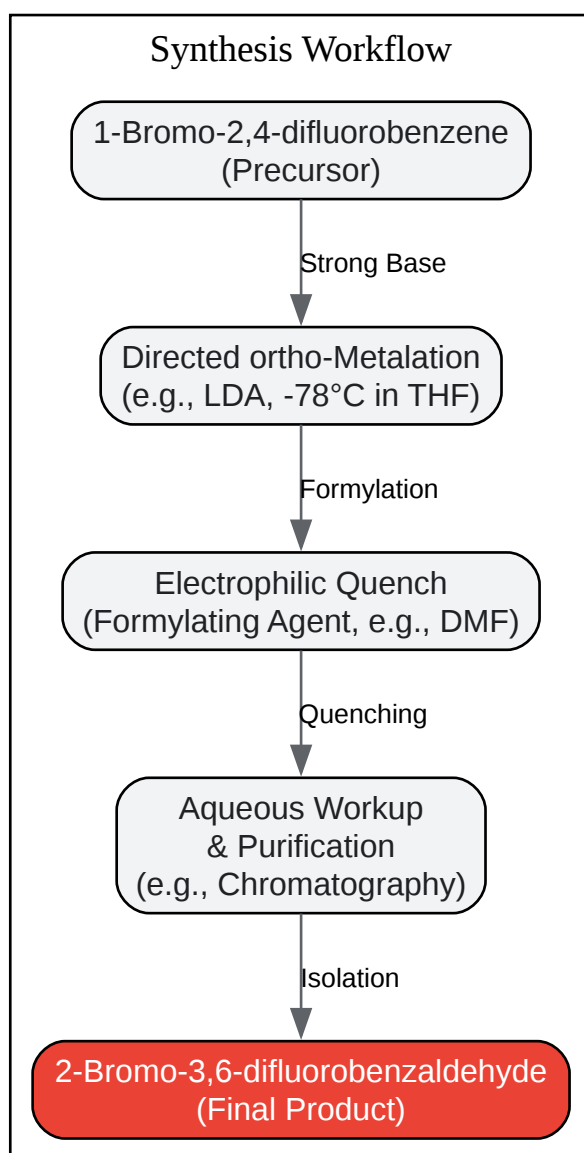 Synthesis Workflow
1-Bromo-2,4-difluorobenzene
(Precursor)
Strong Base
Directed ortho-Metalation
(e.g., LDA, -78°C in THF)
Formylation
Electrophilic Quench
(Formylating Agent, e.g., DMF)
Quenching
Aqueous Workup
& Purification
(e.g., Chromatography)
Isolation
2-Bromo-3,6-difluorobenzaldehyde
(Final Product)